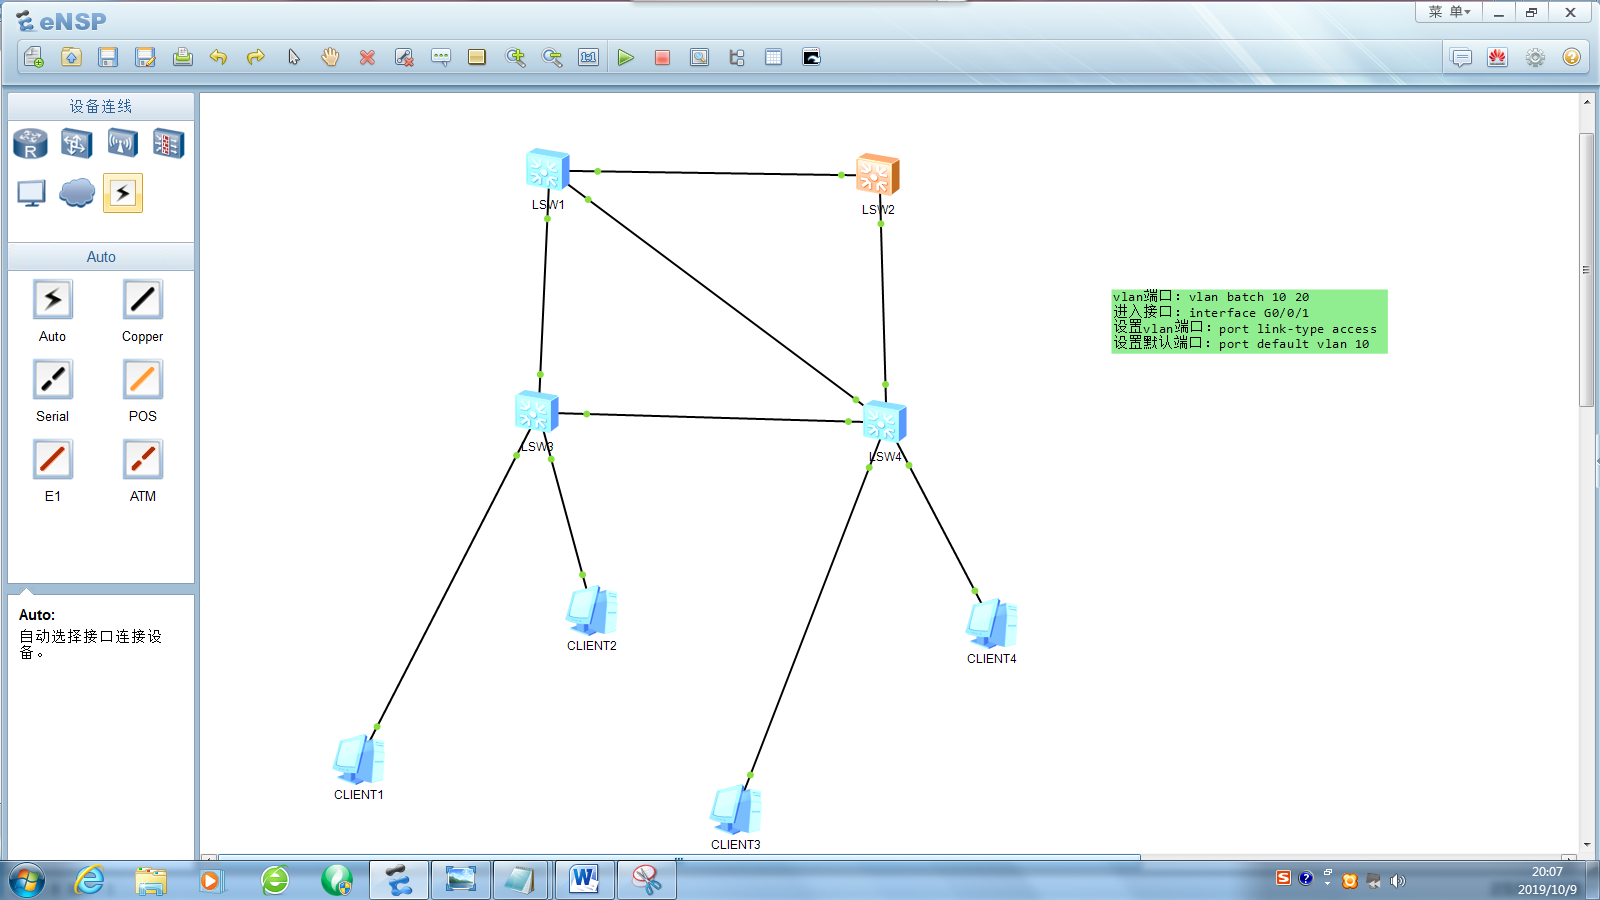 eNSP
菜 单
设备连线
R
Auto
Auto
Copper
Serial
POS
E1
ATM
Auto:
自动选择接口连接设
备。
LSW1
LSW2
LSW3
LSW4
vlan端口：vlan batch 10 20
进入接口：interface G0/0/1
设置vlan端口：port link-type access
设置默认端口：port default vlan 10
CLIENT2
CLIENT4
CLIENT1
CLIENT3
20:07
2019/10/9